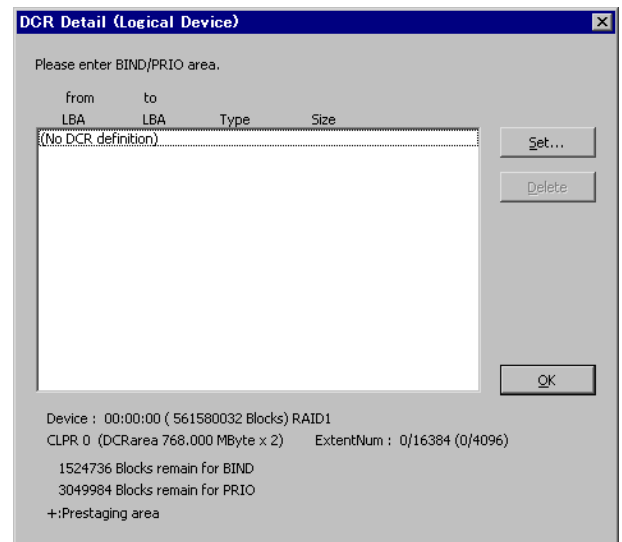 DCR Detail (Logical Device)
Please enter BIND/PRIO area.
from to
LBA LBA Type Size
(No DCR definition)
Set...
Delete
OK
Device : 00:00:00 ( 561580032 Blocks) RAID1
CLPR 0 (DCRarea 768.000 MByte x 2) ExtentNum : 0/16384 (0/4096)
1524736 Blocks remain for BIND
3049984 Blocks remain for PRIO
+:Prestaging area